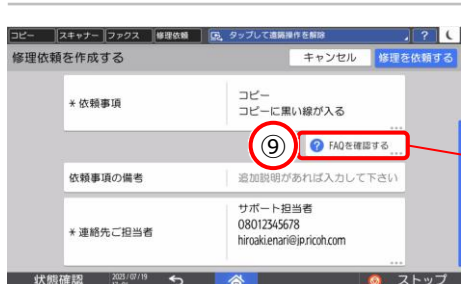 コピー スキャナー ファクス 修理依頼 タップして遠隔操作を解除 ?
修理依頼を作成する キャンセル 修理を依頼する
* 依頼事項
コピー
コピーに黒い線が入る
⑨ ? FAQを確認する
依頼事項の備考 追加説明があれば入力して下さい
* 連絡先ご担当者
サポート担当者
08012345678
hiroaki.enari@jp.ricoh.com
状態確認 2023/07/19 ストップ